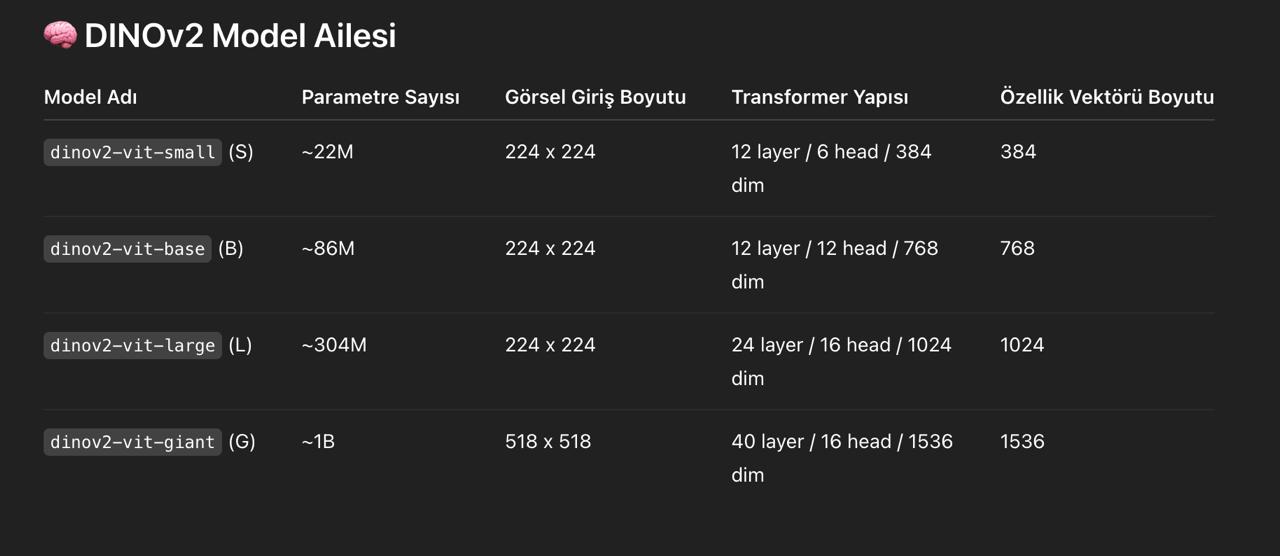 🧠 DINOv2 Model Ailesi
Model Adı Parametre Sayısı Görsel Giriş Boyutu Transformer Yapısı Özellik Vektörü Boyutu
dinov2-vit-small (S) ~22M 224 x 224 12 layer / 6 head / 384 384
dim
dinov2-vit-base (B) ~86M 224 x 224 12 layer / 12 head / 768 768
dim
dinov2-vit-large (L) ~304M 224 x 224 24 layer / 16 head / 1024 1024
dim
dinov2-vit-giant (G) ~1B 518 x 518 40 layer / 16 head / 1536 1536
dim